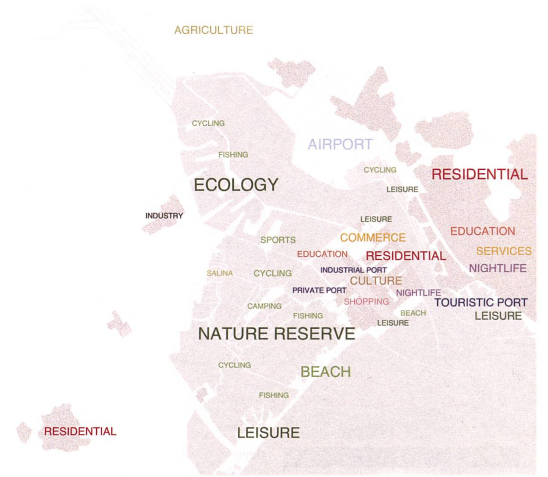 AGRICULTURE
CYCLING
AIRPORT
FISHING
CYCLING
RESIDENTIAL
ECOLOGY
LEISURE
INDUSTRY
LEISURE
EDUCATION
SPORTS
COMMERCE
SERVICES
EDUCATION
RESIDENTIAL
NIGHTLIFE
SALINA
CYCLING
INDUSTRIAL PORT
CULTURE
PRIVATE PORT
NIGHTLIFE
SHOPPING
TOURISTIC PORT
CAMPING
FISHING
BEACH
LEISURE
LEISURE
NATURE RESERVE
CYCLING
BEACH
FISHING
RESIDENTIAL
LEISURE